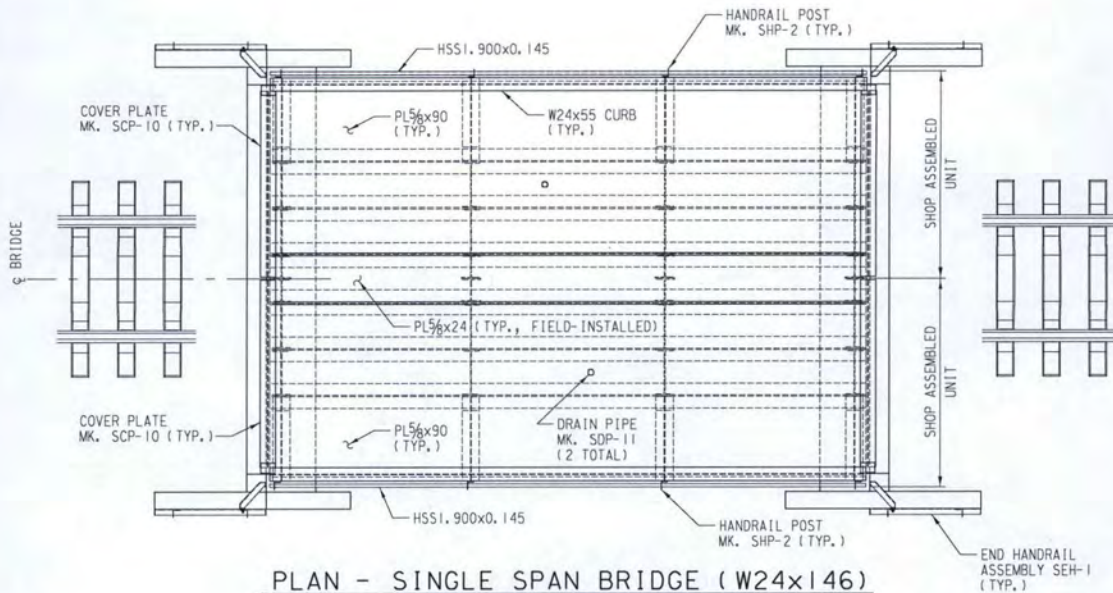 HANDRAIL POST
MK. SHP-2 (TYP.)
HSS1.900x0.145
COVER PLATE
MK. SCP-10 (TYP.)
PL⅝x90
(TYP.)
W24x55 CURB
(TYP.)
SHOP ASSEMBLED
UNIT
℄ BRIDGE
PL⅝x24 (TYP., FIELD-INSTALLED)
SHOP ASSEMBLED
UNIT
COVER PLATE
MK. SCP-10 (TYP.)
PL⅝x90
(TYP.)
DRAIN PIPE
MK. SDP-11
(2 TOTAL)
HSS1.900x0.145
HANDRAIL POST
MK. SHP-2 (TYP.)
END HANDRAIL
ASSEMBLY SEH-1
(TYP.)
PLAN - SINGLE SPAN BRIDGE (W24x146)